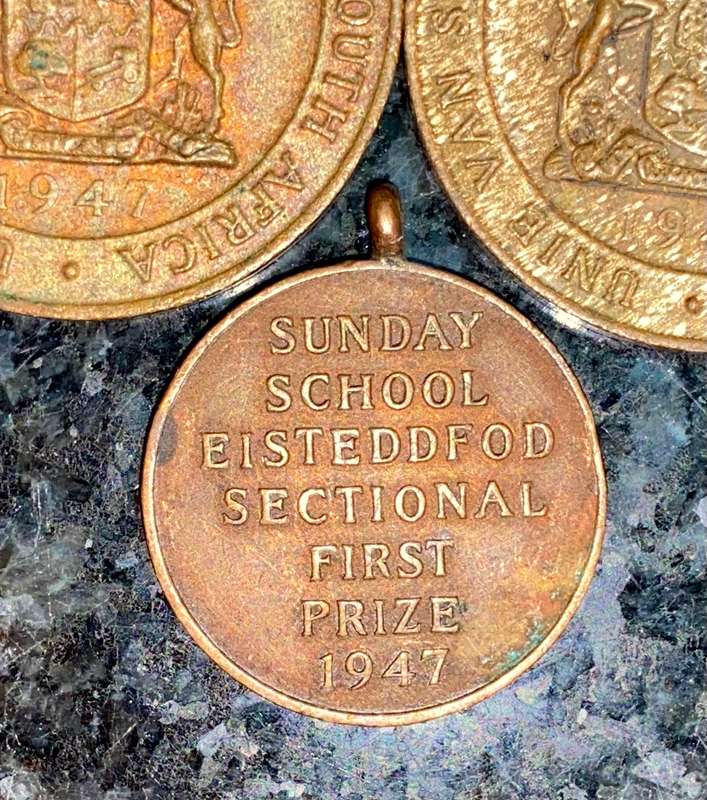 SOUTH AFRICA
1947
UNIE VAN S
SUNDAY
SCHOOL
EISTEDDFOD
SECTIONAL
FIRST
PRIZE
1947